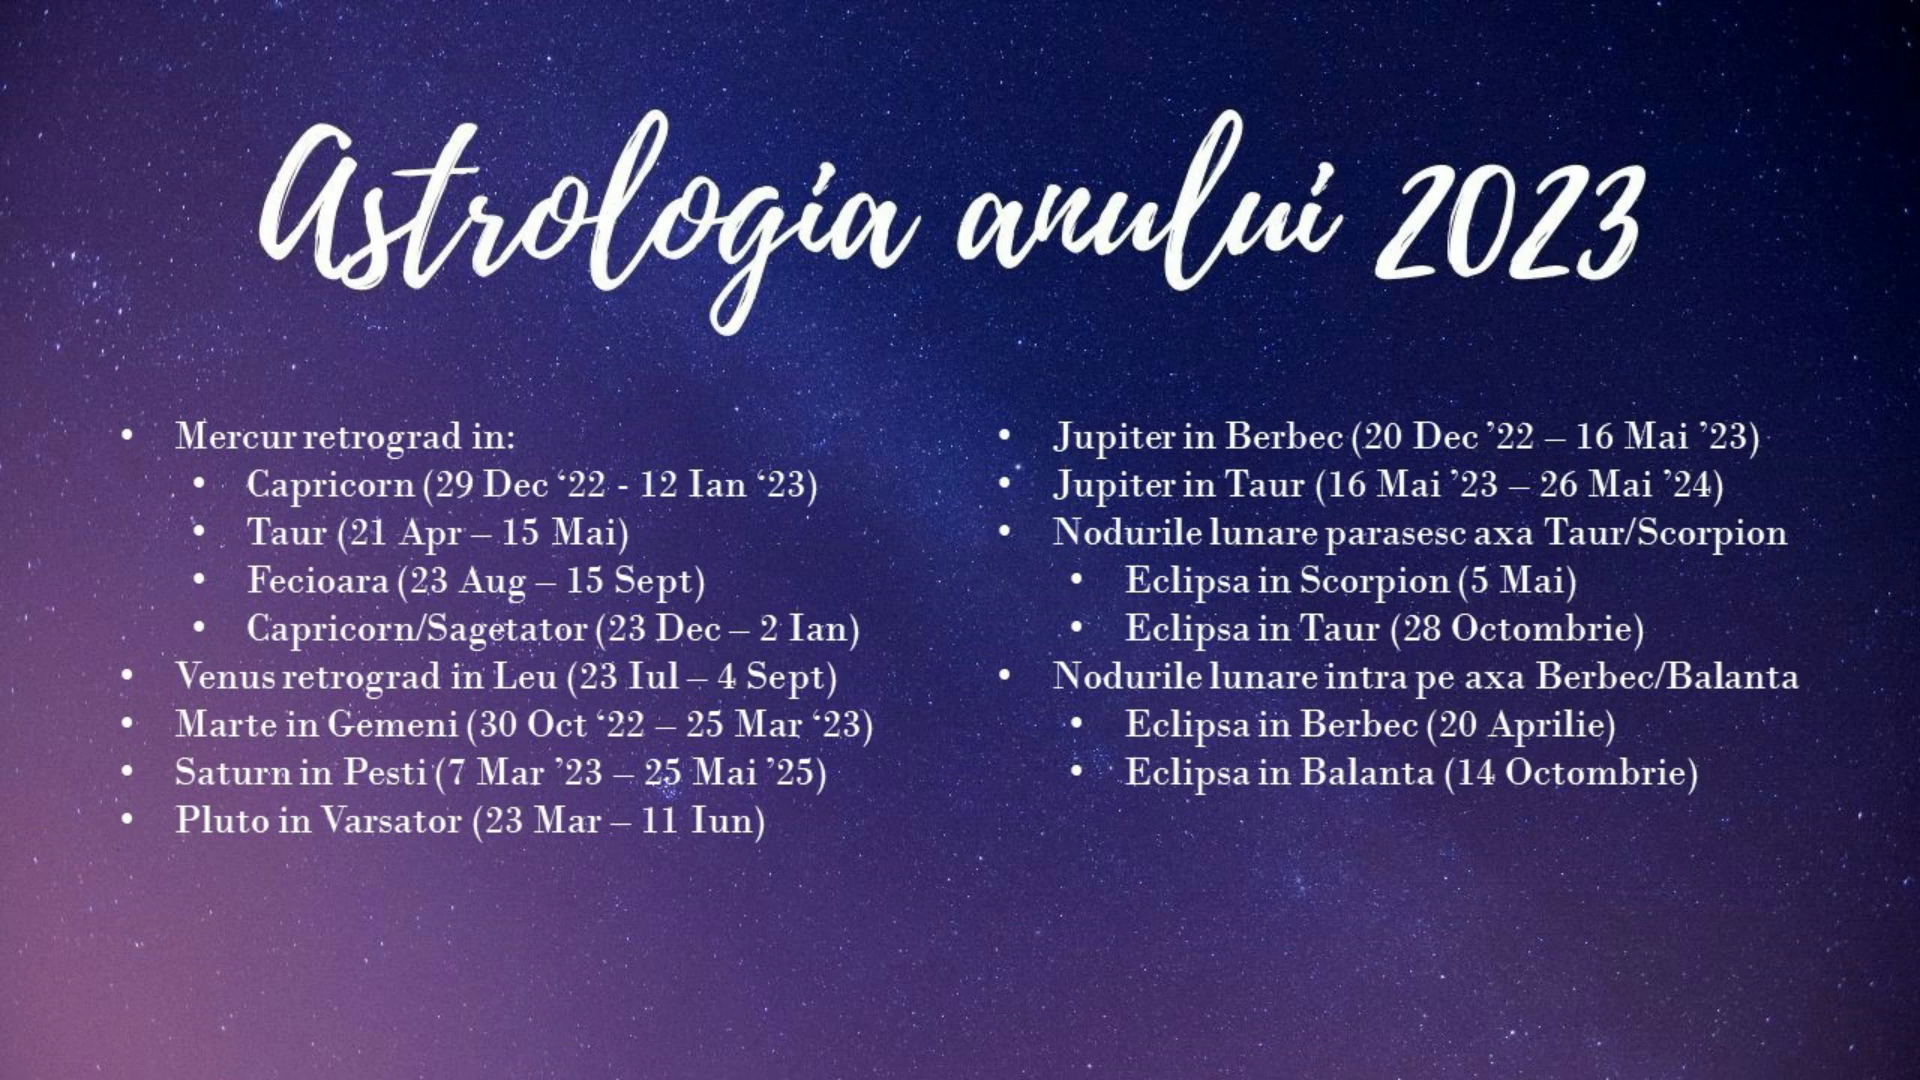 Astrologia anului 2023
• Mercur retrograd in:
• Capricorn (29 Dec ‘22 - 12 Ian ‘23)
• Taur (21 Apr – 15 Mai)
• Fecioara (23 Aug – 15 Sept)
• Capricorn/Sagetator (23 Dec – 2 Ian)
• Venus retrograd in Leu (23 Iul – 4 Sept)
• Marte in Gemeni (30 Oct ‘22 – 25 Mar ‘23)
• Saturn in Pesti (7 Mar ’23 – 25 Mai ’25)
• Pluto in Varsator (23 Mar – 11 Iun)
• Jupiter in Berbec (20 Dec ’22 – 16 Mai ’23)
• Jupiter in Taur (16 Mai ’23 – 26 Mai ’24)
• Nodurile lunare parasesc axa Taur/Scorpion
• Eclipsa in Scorpion (5 Mai)
• Eclipsa in Taur (28 Octombrie)
• Nodurile lunare intra pe axa Berbec/Balanta
• Eclipsa in Berbec (20 Aprilie)
• Eclipsa in Balanta (14 Octombrie)